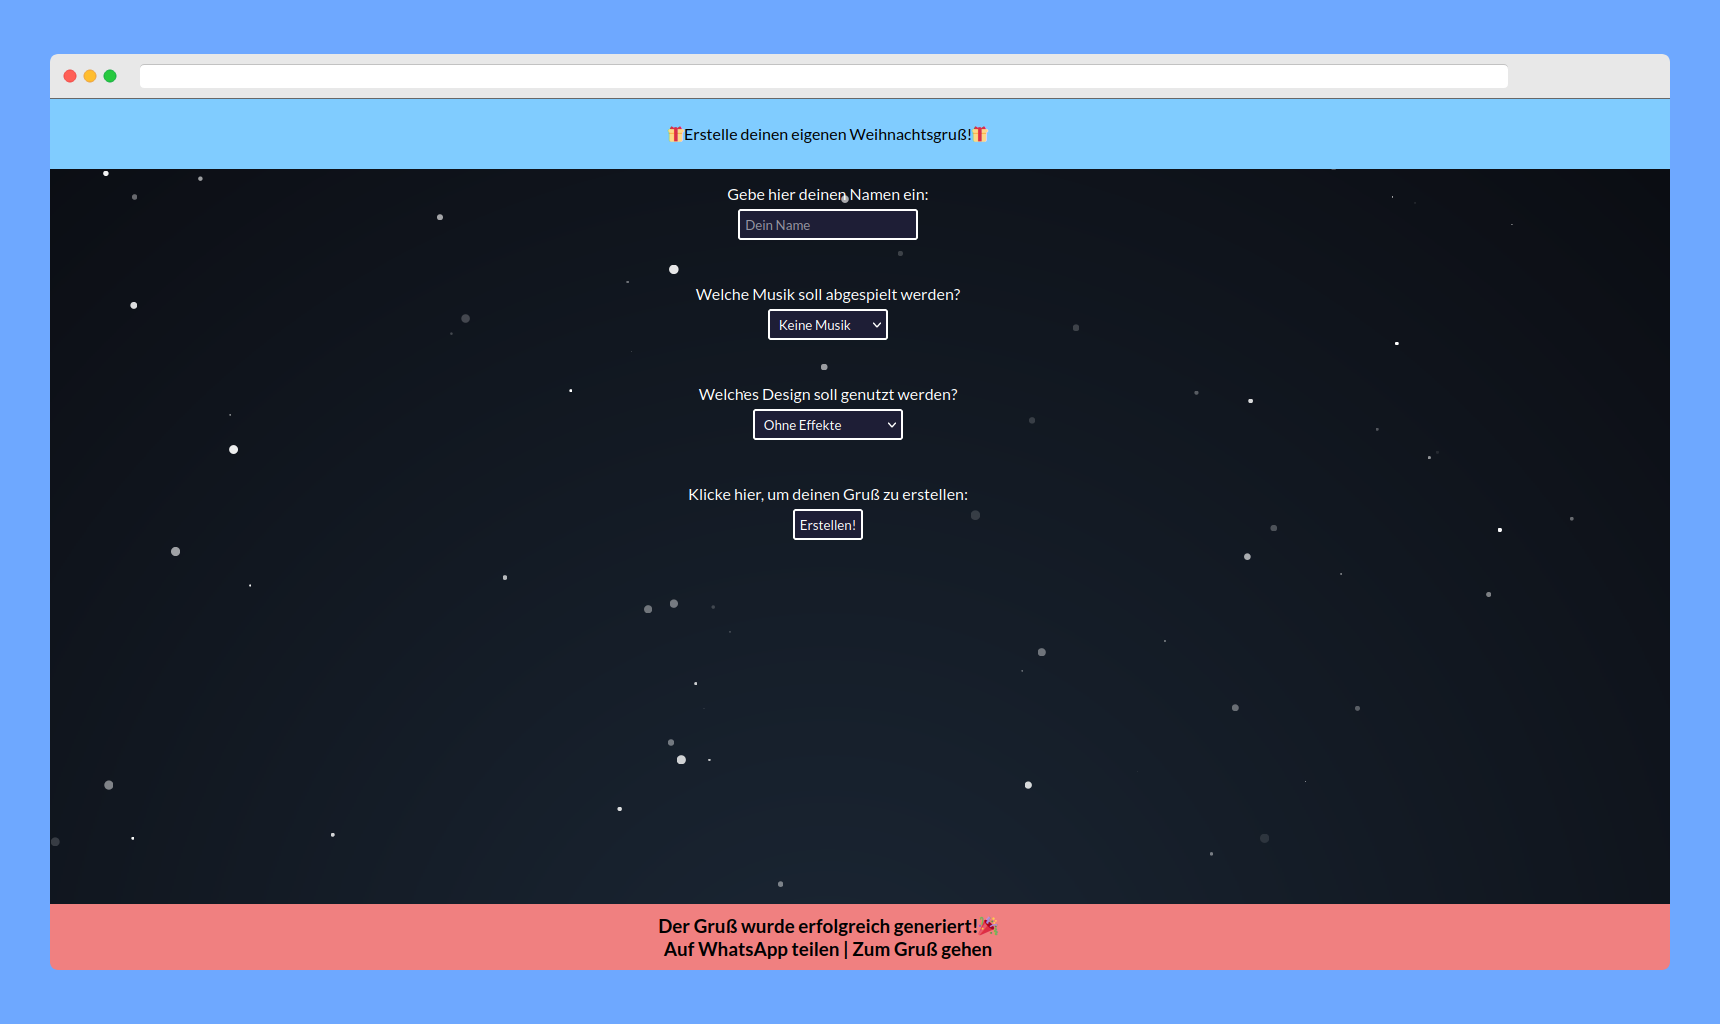 🎁Erstelle deinen eigenen Weihnachtsgruß!🎁
Gebe hier deinen Namen ein:
Dein Name
Welche Musik soll abgespielt werden?
Keine Musik
Welches Design soll genutzt werden?
Ohne Effekte
Klicke hier, um deinen Gruß zu erstellen:
Erstellen!
Der Gruß wurde erfolgreich generiert!🎉
Auf WhatsApp teilen | Zum Gruß gehen